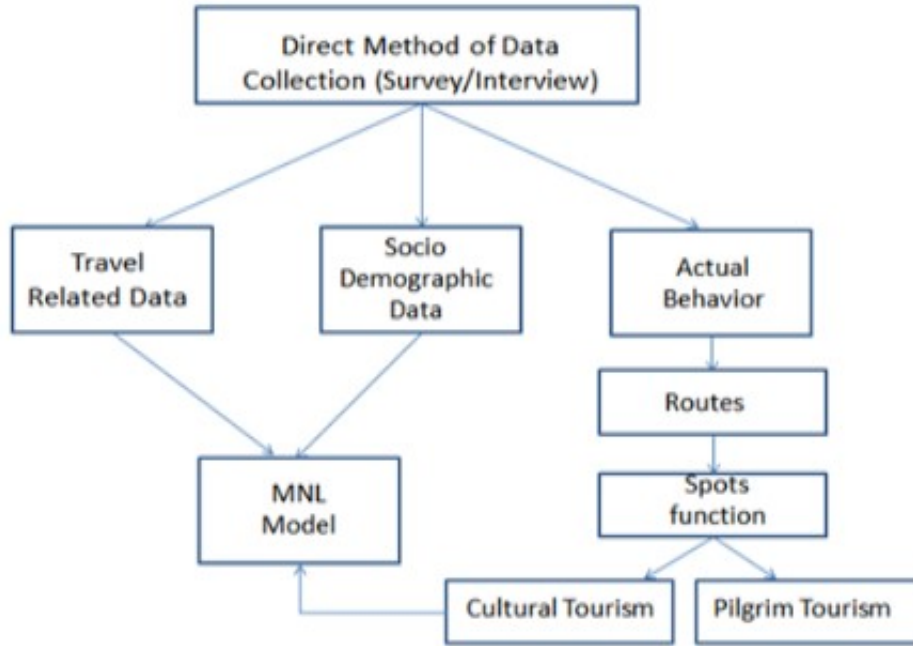 Direct Method of Data
Collection (Survey/Interview)
Travel
Related Data
Socio
Demographic
Data
Actual
Behavior
Routes
MNL
Model
Spots
function
Cultural Tourism
Pilgrim Tourism